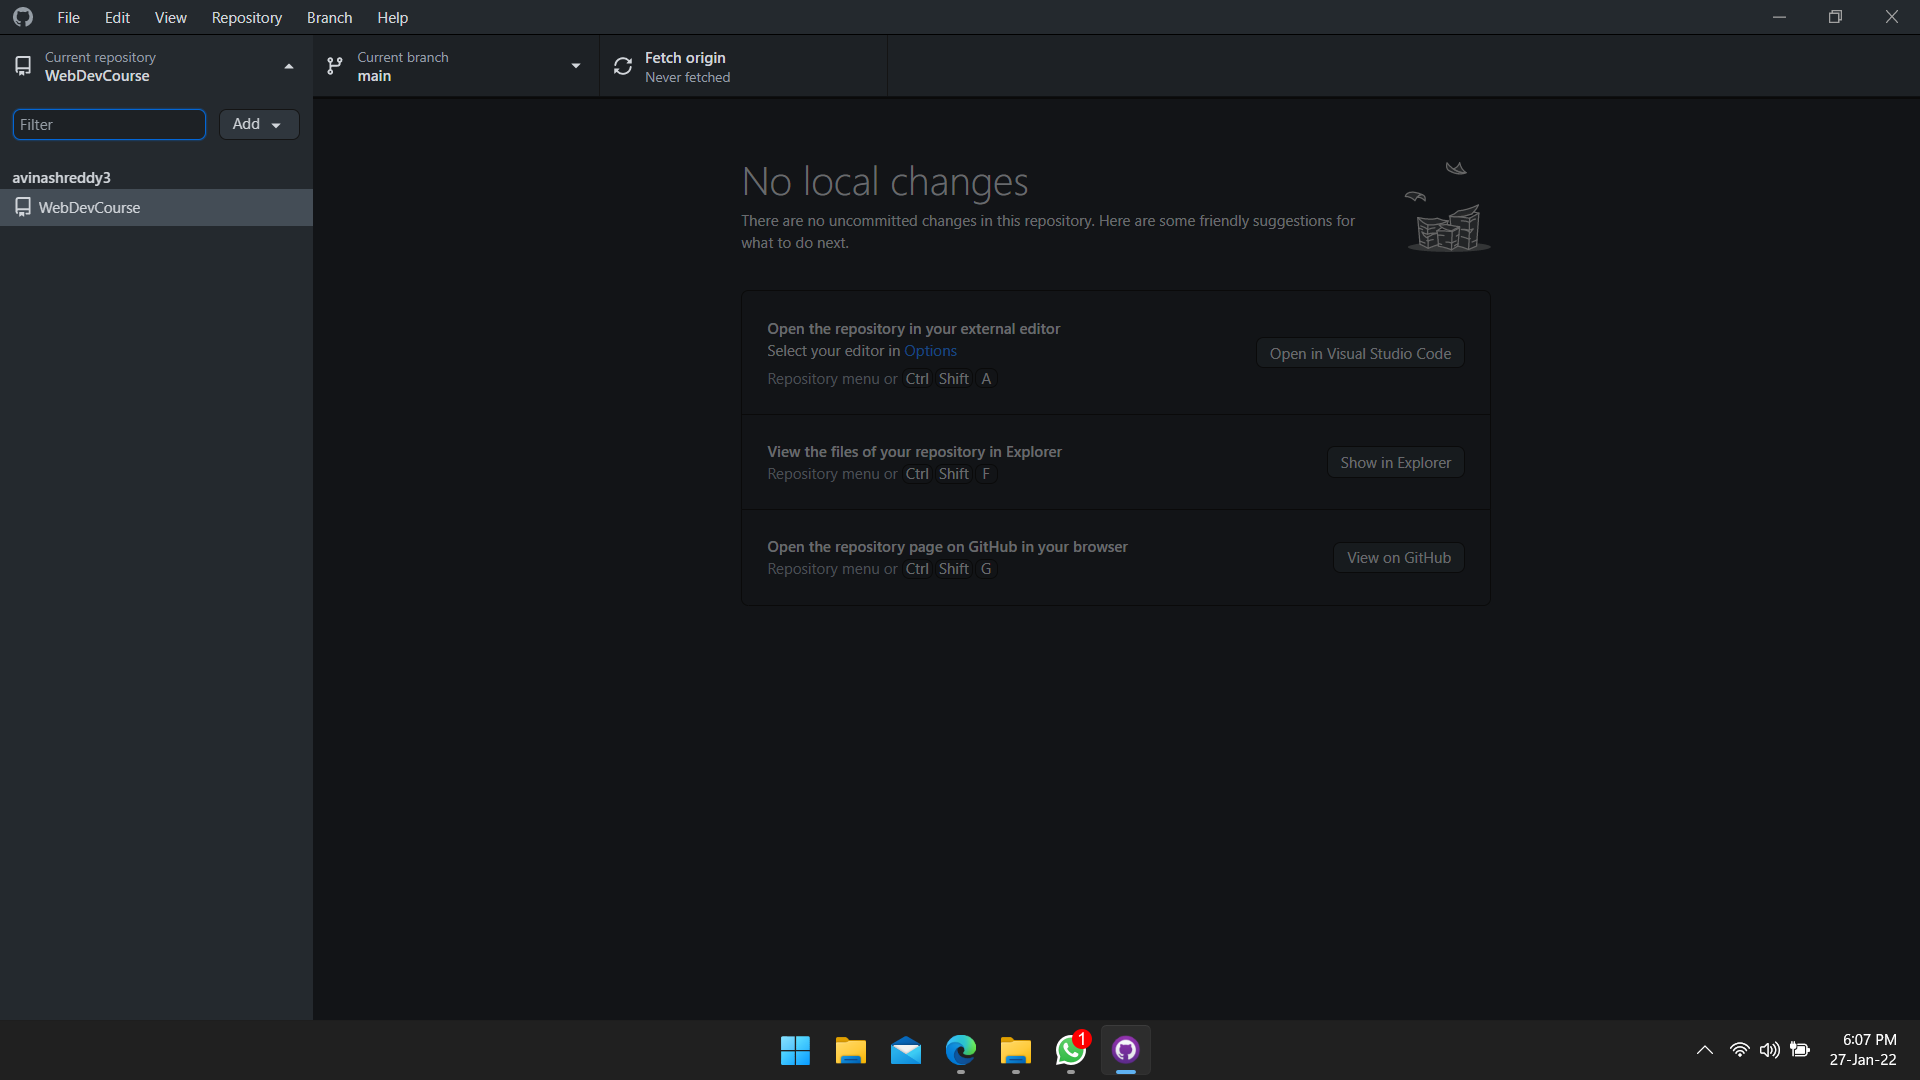 File Edit View Repository Branch Help
Current repository
WebDevCourse
Current branch
main
Fetch origin
Never fetched
Filter
Add
avinashreddy3
WebDevCourse
No local changes
There are no uncommitted changes in this repository. Here are some friendly suggestions for
what to do next.
Open the repository in your external editor
Select your editor in Options
Repository menu or Ctrl Shift A
Open in Visual Studio Code
View the files of your repository in Explorer
Repository menu or Ctrl Shift F
Show in Explorer
Open the repository page on GitHub in your browser
Repository menu or Ctrl Shift G
View on GitHub
1
6:07 PM
27-Jan-22